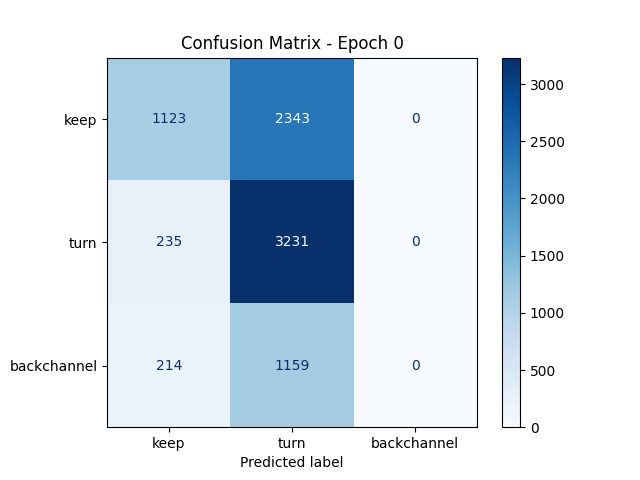 Confusion Matrix - Epoch 0
keep
1123
2343
0
turn
235
3231
0
backchannel
214
1159
0
keep
turn
backchannel
Predicted label
3000
2500
2000
1500
1000
500
0